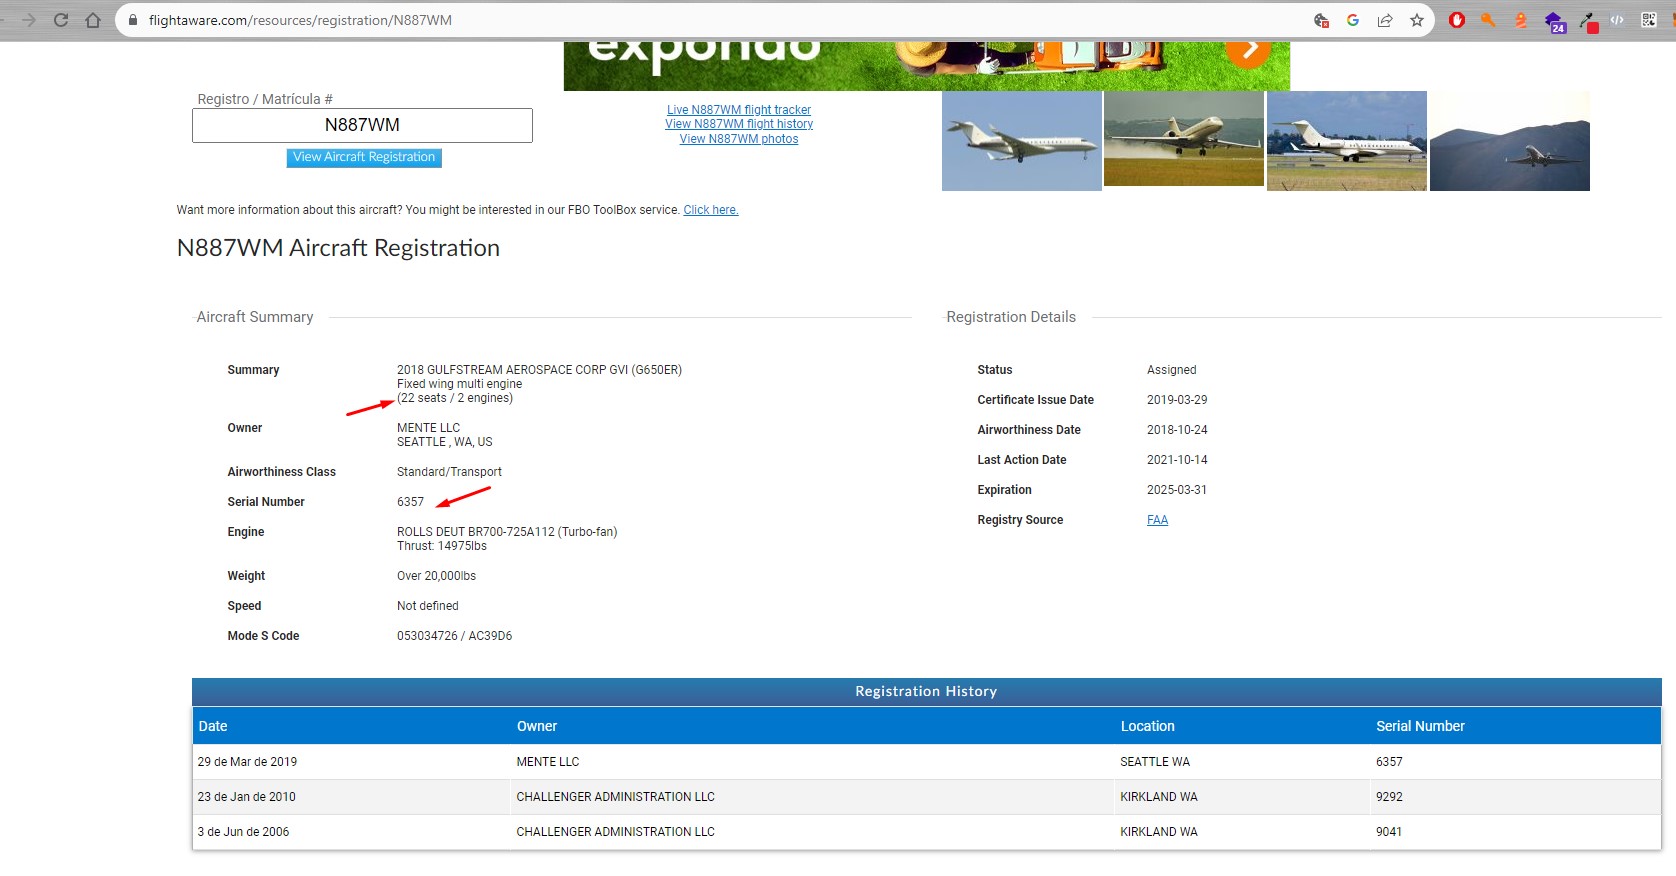 flightaware.com/resources/registration/N887WM
24
expondo
Registro / Matrícula #
N887WM
View Aircraft Registration
Live N887WM flight tracker
View N887WM flight history
View N887WM photos
Want more information about this aircraft? You might be interested in our FBO ToolBox service. Click here.
N887WM Aircraft Registration
Aircraft Summary
Summary 2018 GULFSTREAM AEROSPACE CORP GVI (G650ER)
Fixed wing multi engine
(22 seats / 2 engines)
Owner MENTE LLC
SEATTLE , WA, US
Airworthiness Class Standard/Transport
Serial Number 6357
Engine ROLLS DEUT BR700-725A112 (Turbo-fan)
Thrust: 14975lbs
Weight Over 20,000lbs
Speed Not defined
Mode S Code 053034726 / AC39D6
Registration Details
Status Assigned
Certificate Issue Date 2019-03-29
Airworthiness Date 2018-10-24
Last Action Date 2021-10-14
Expiration 2025-03-31
Registry Source FAA
Registration History
Date Owner Location Serial Number
29 de Mar de 2019 MENTE LLC SEATTLE WA 6357
23 de Jan de 2010 CHALLENGER ADMINISTRATION LLC KIRKLAND WA 9292
3 de Jun de 2006 CHALLENGER ADMINISTRATION LLC KIRKLAND WA 9041